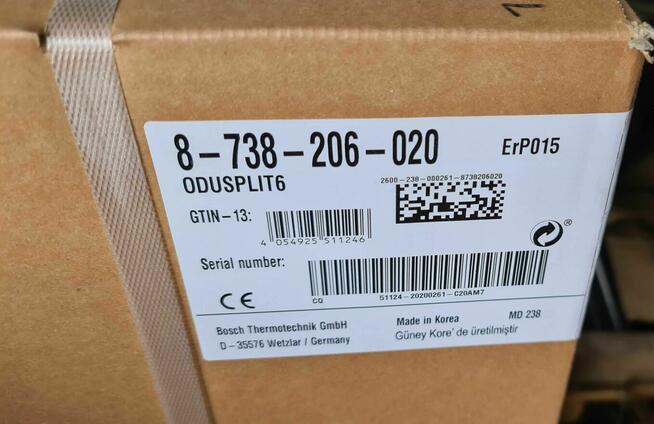 8-738-206-020
ErP015
ODUSPLIT6
2600-238-000261-8738206020
GTIN-13:
4 054925 511246
®
Serial number:
CQ 51124-20200261-C20AM7
CE
Bosch Thermotechnik GmbH
D-35576 Wetzlar / Germany
Made in Korea
MD 238
Güney Kore'de üretilmiştir